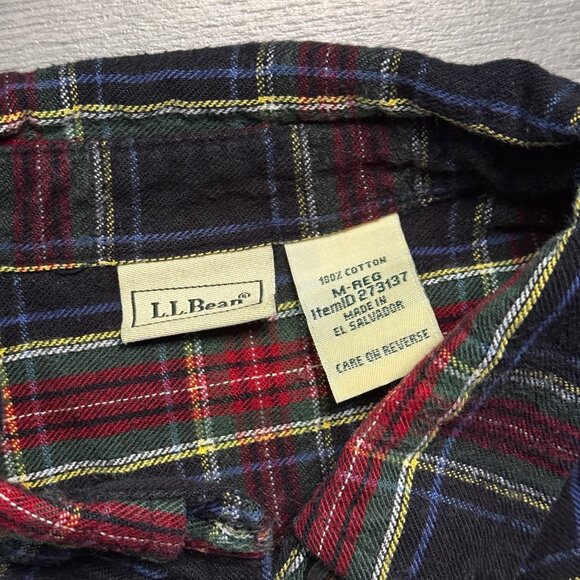 L.L.Bean®
100% COTTON
M-REG
ItemID 273137
MADE IN
EL SALVADOR
CARE ON REVERSE